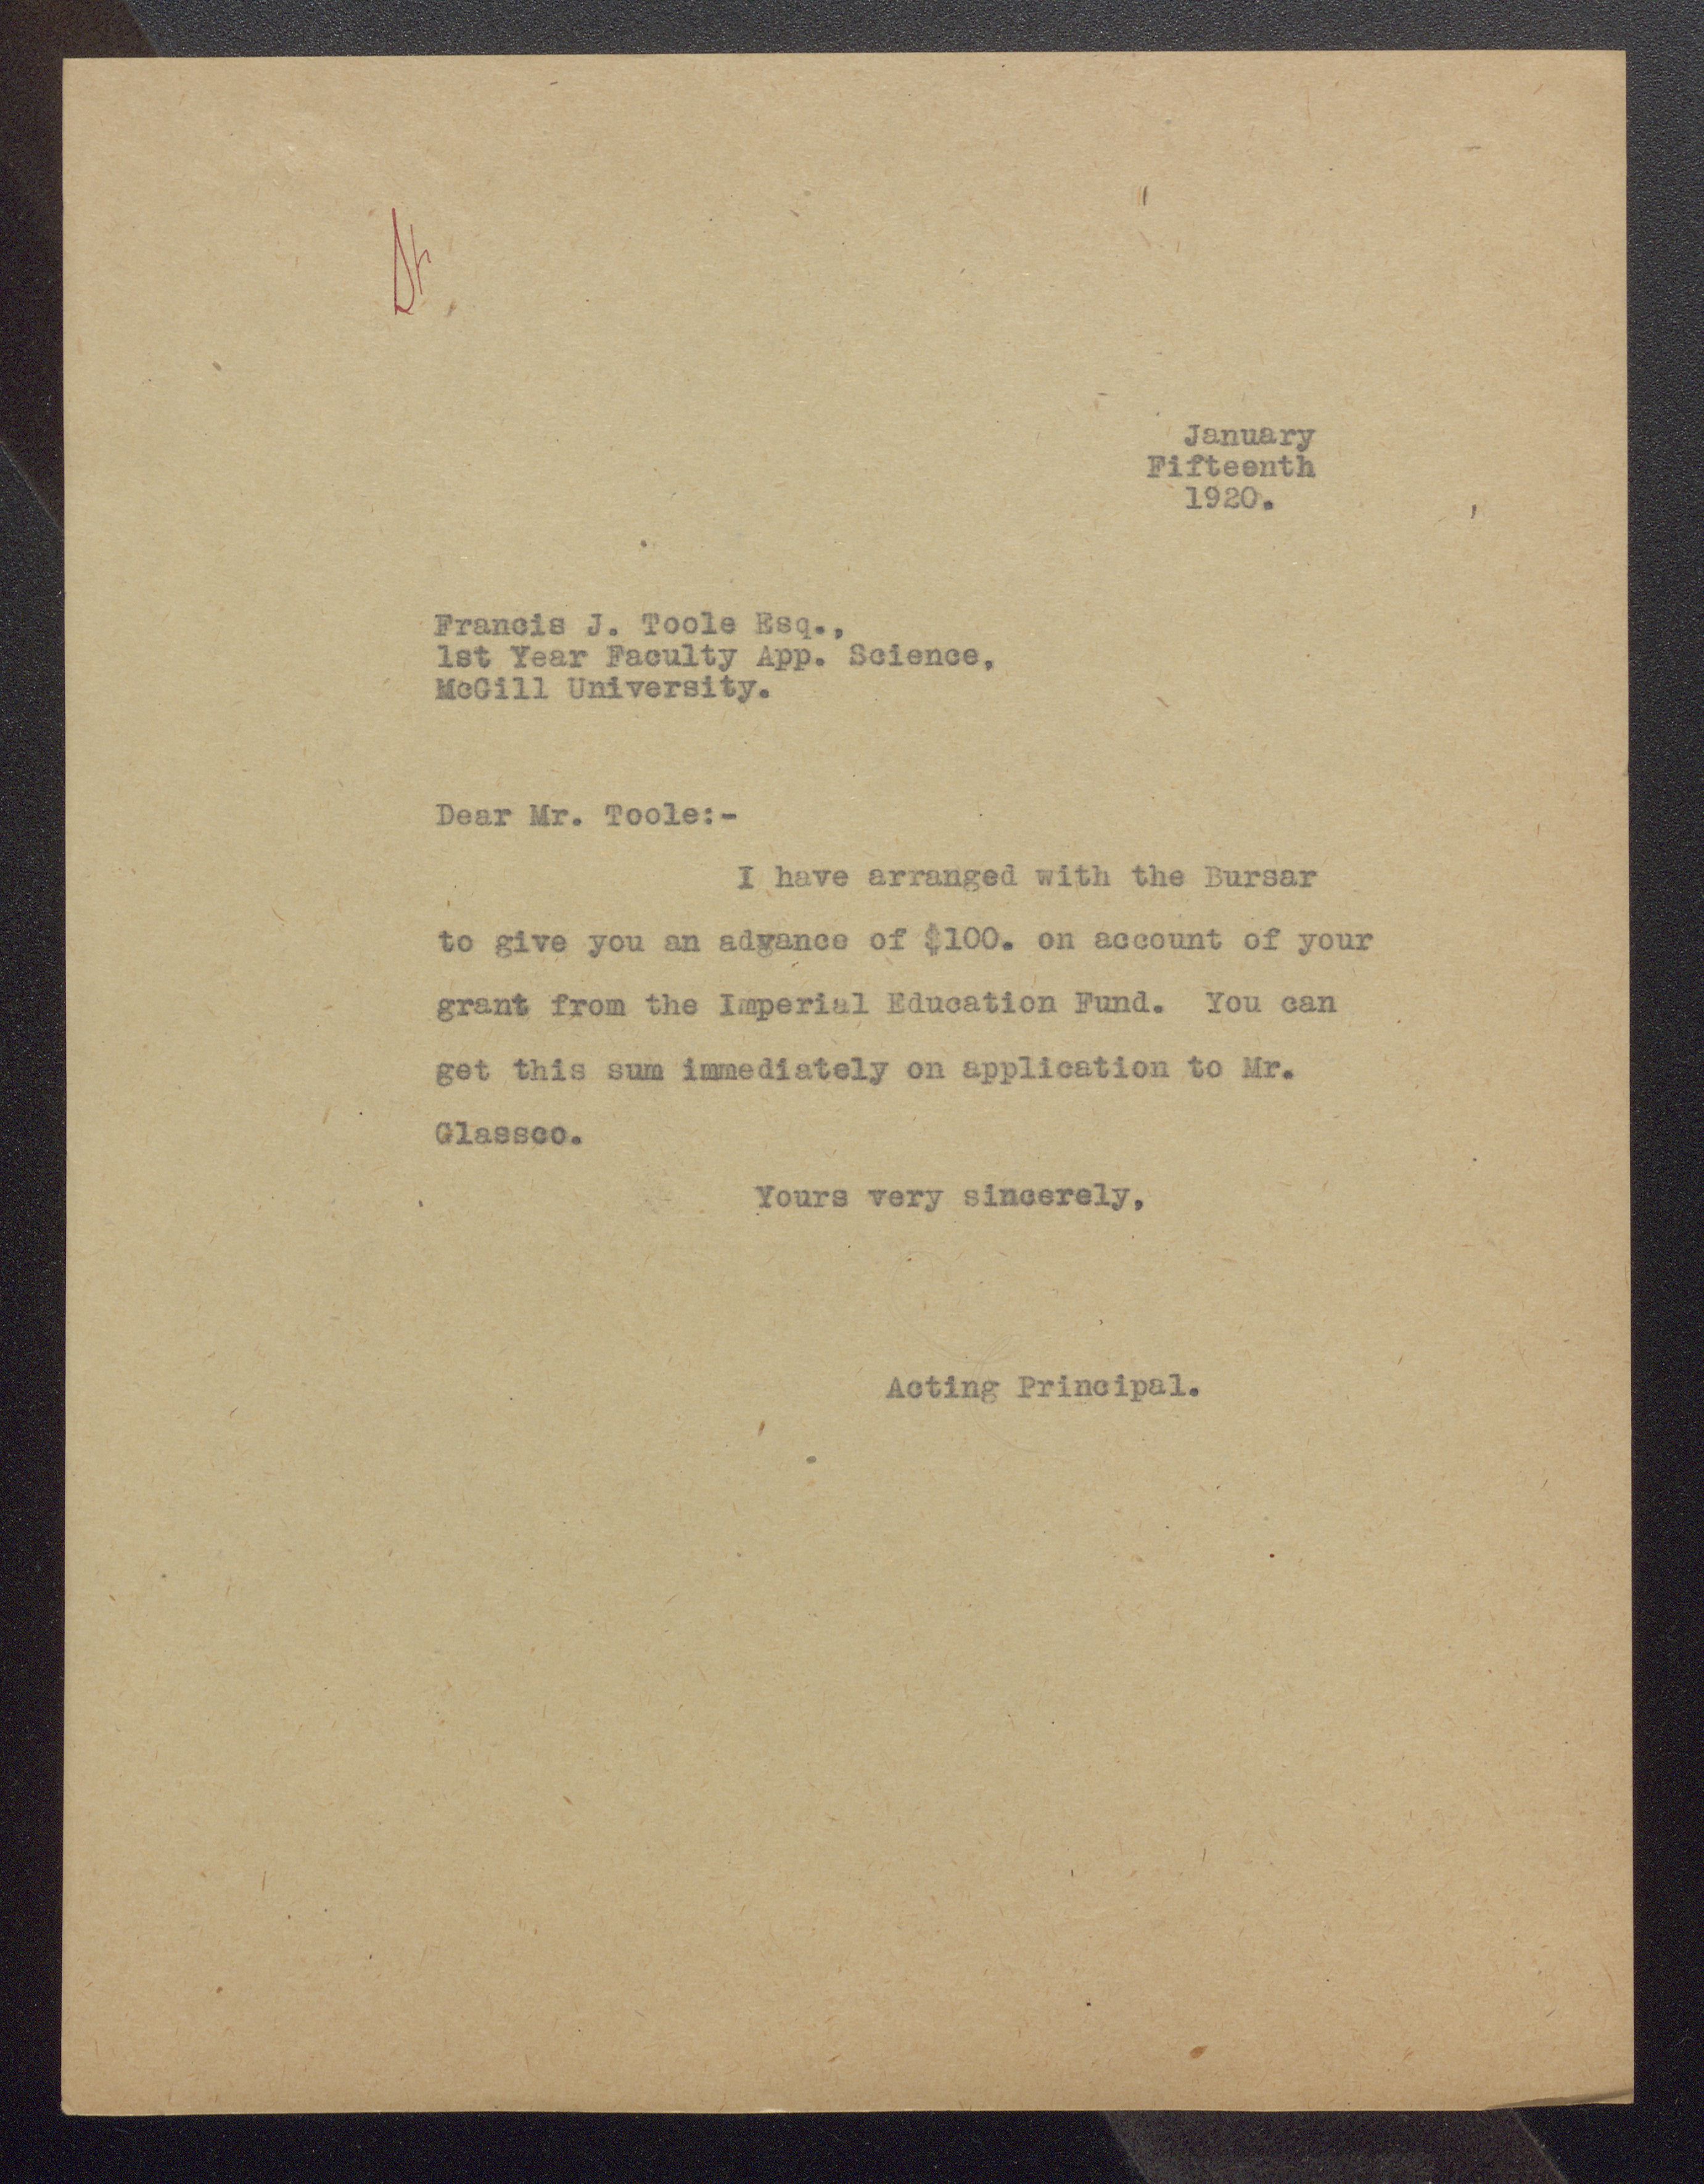 January
Fifteenth
1920.
Francis J. Toole Esq.,
1st Year Faculty App. Science,
McGill University.
Dear Mr. Toole:-
I have arranged with the Bursar
to give you an advance of $100. on account of your
grant from the Imperial Education Fund. You can
get this sum immediately on application to Mr.
Glassco.
Yours very sincerely,
Acting Principal.